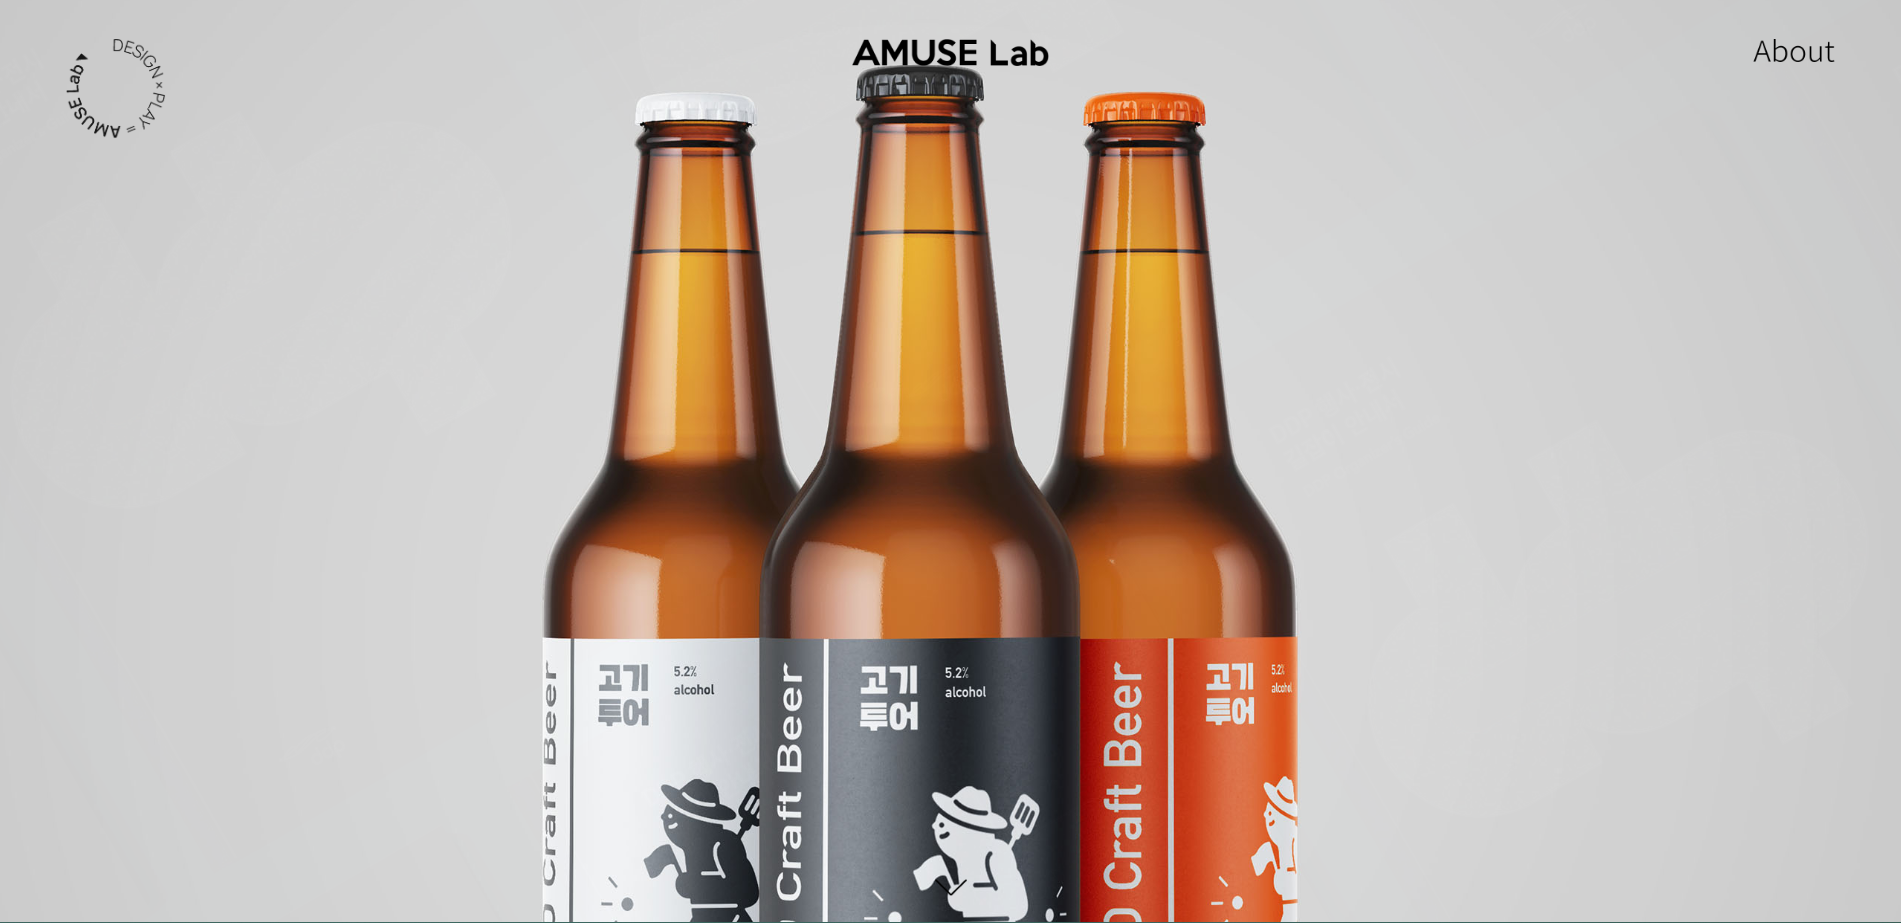 DESIGN × PLAY = AMUSE Lab
AMUSE Lab
About
Craft Beer
고기
투어
5.2%
alcohol
Craft Beer
고기
투어
5.2%
alcohol
Craft Beer
고기
투어
5.2%
alcohol